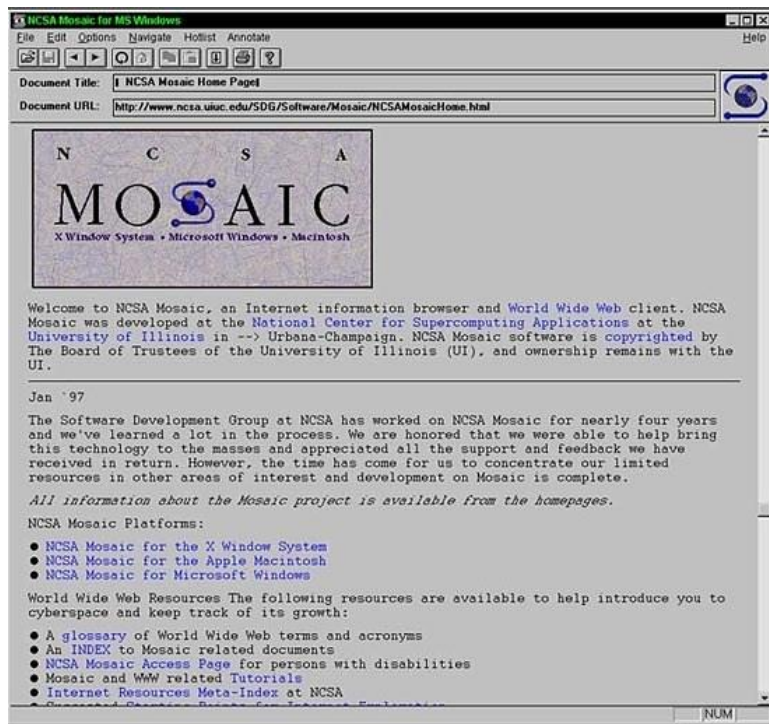 NCSA Mosaic for MS Windows
File Edit Options Navigate Hotlist Annotate Help
Document Title: NCSA Mosaic Home Page
Document URL: http://www.ncsa.uiuc.edu/SDG/Software/Mosaic/NCSAMosaicHome.html
N C S A
MOSAIC
X Window System • Microsoft Windows • Macintosh
Welcome to NCSA Mosaic, an Internet information browser and World Wide Web client. NCSA
Mosaic was developed at the National Center for Supercomputing Applications at the
University of Illinois in --> Urbana-Champaign. NCSA Mosaic software is copyrighted by
The Board of Trustees of the University of Illinois (UI), and ownership remains with the
UI.
Jan `97
The Software Development Group at NCSA has worked on NCSA Mosaic for nearly four years
and we've learned a lot in the process. We are honored that we were able to help bring
this technology to the masses and appreciated all the support and feedback we have
received in return. However, the time has come for us to concentrate our limited
resources in other areas of interest and development on Mosaic is complete.
All information about the Mosaic project is available from the homepages.
NCSA Mosaic Platforms:
● NCSA Mosaic for the X Window System
● NCSA Mosaic for the Apple Macintosh
● NCSA Mosaic for Microsoft Windows
World Wide Web Resources The following resources are available to help introduce you to
cyberspace and keep track of its growth:
● A glossary of World Wide Web terms and acronyms
● An INDEX to Mosaic related documents
● NCSA Mosaic Access Page for persons with disabilities
● Mosaic and WWW related Tutorials
● Internet Resources Meta-Index at NCSA
● Suggested Starting Points for Internet Exploration
NUM